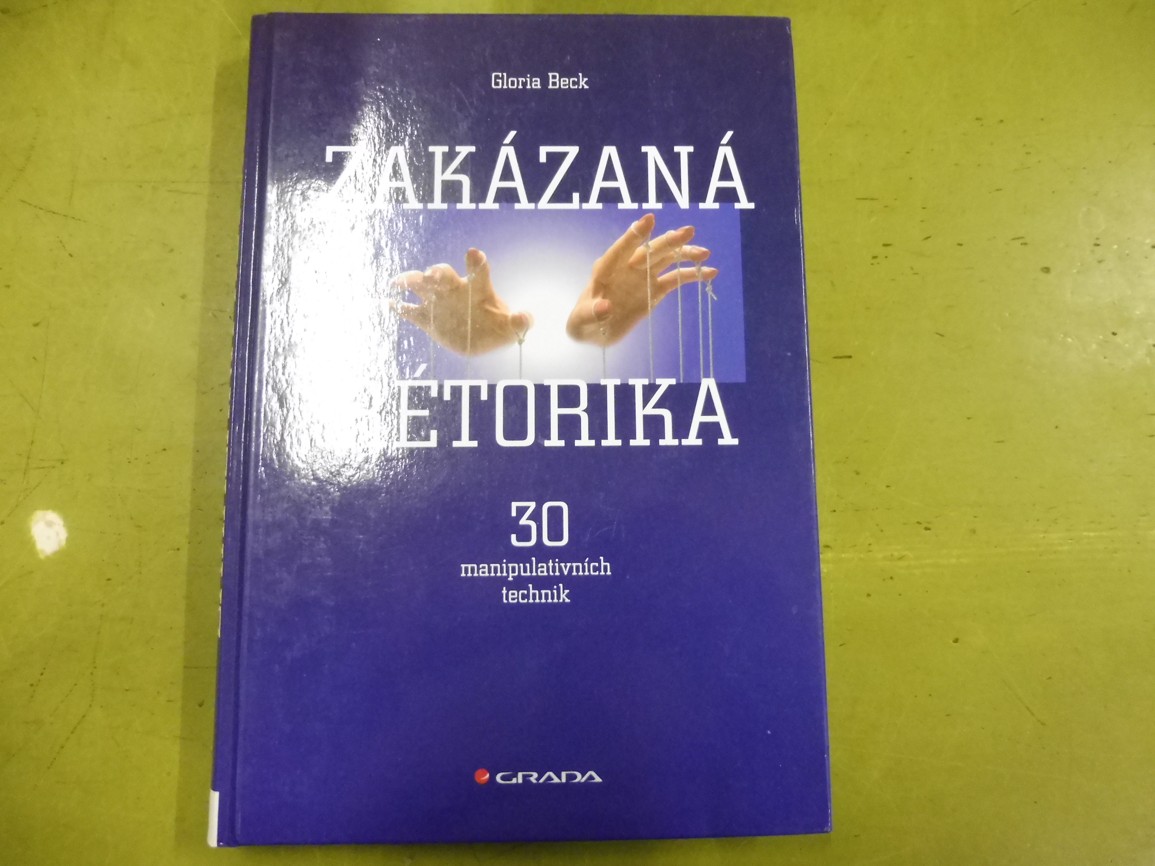 Gloria Beck
ZAKÁZANÁ
RÉTORIKA
30
manipulativních
technik
GRADA